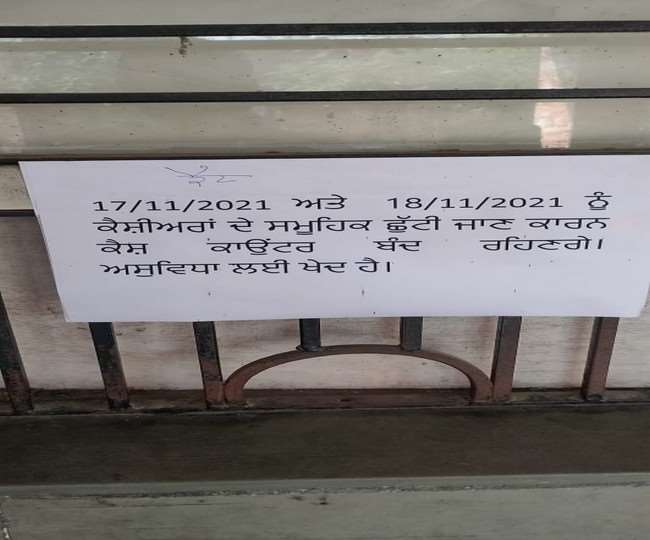 ਨੋਟ
17/11/2021 ਅਤੇ 18/11/2021 ਨੂੰ
ਕੈਸ਼ੀਅਰਾਂ ਦੇ ਸਮੂਹਿਕ ਛੁੱਟੀ ਜਾਣ ਕਾਰਨ
ਕੈਸ਼ ਕਾਉਂਟਰ ਬੰਦ ਰਹਿਣਗੇ।
ਅਸੁਵਿਧਾ ਲਈ ਖੇਦ ਹੈ।